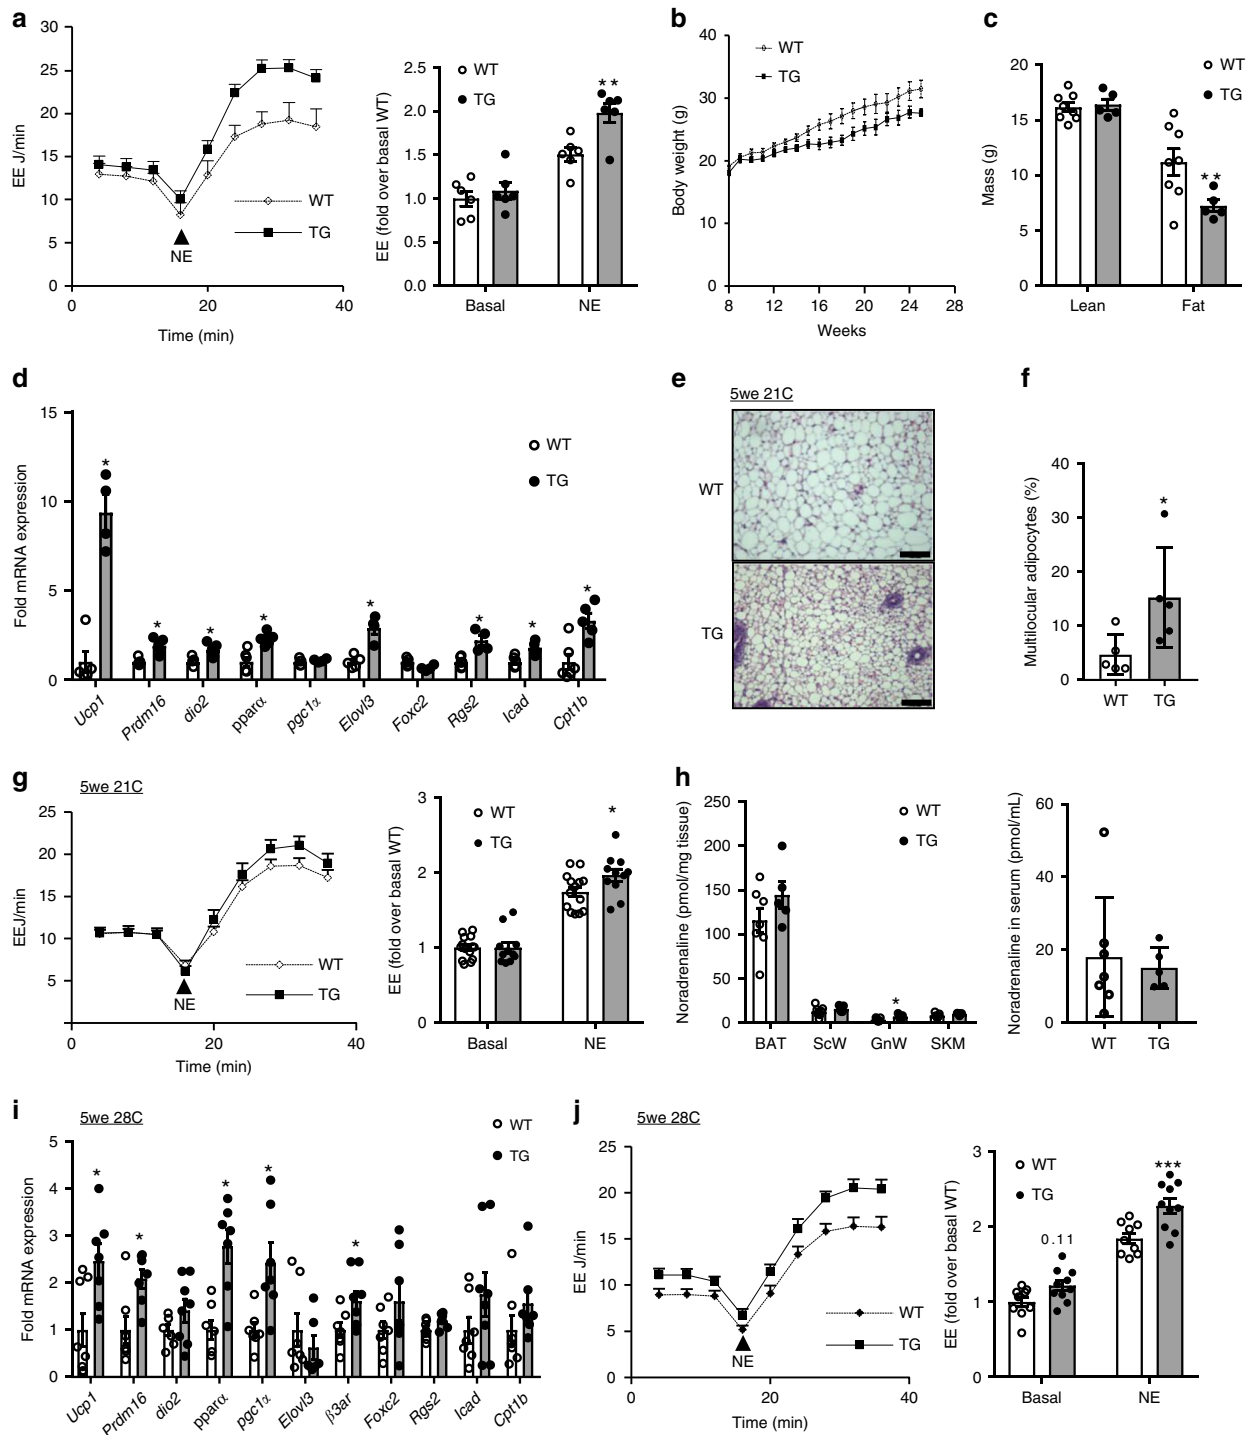 a
30
25
20
15
10
5
0
EE J/min
WT
TG
NE
0
20
40
Time (min)
2.5
2.0
1.5
1.0
0.5
0.0
EE (fold over basal WT)
WT
TG
**
Basal
NE
b
40
30
20
10
0
Body weight (g)
WT
TG
8
12
16
20
24
28
Weeks
c
20
15
10
5
0
Mass (g)
WT
TG
**
Lean
Fat
d
15
10
5
0
Fold mRNA expression
WT
TG
*
*
*
*
*
*
*
*
Ucp1
Prdm16
dio2
pparα
pgc1α
Elovl3
Foxc2
Rgs2
lcad
Cpt1b
e
5we 21C
WT
TG
f
40
30
20
10
0
Multilocular adipocytes (%)
*
WT
TG
g
5we 21C
25
20
15
10
5
EEJ/min
WT
TG
NE
0
20
40
Time (min)
3
2
1
0
EE (fold over basal WT)
WT
TG
*
Basal
NE
h
250
200
150
100
50
0
Noradrenaline (pmol/mg tissue)
WT
TG
*
BAT
ScW
GnW
SKM
60
40
20
0
Noradrenaline in serum (pmol/mL)
WT
TG
i
5we 28C
5
4
3
2
1
0
Fold mRNA expression
WT
TG
*
*
*
*
*
Ucp1
Prdm16
dio2
pparα
pgc1α
Elovl3
β3ar
Foxc2
Rgs2
lcad
Cpt1b
j
5we 28C
25
20
15
10
5
0
EE J/min
WT
TG
NE
0
20
40
Time (min)
3
2
1
0
EE (fold over basal WT)
WT
TG
0.11
***
Basal
NE